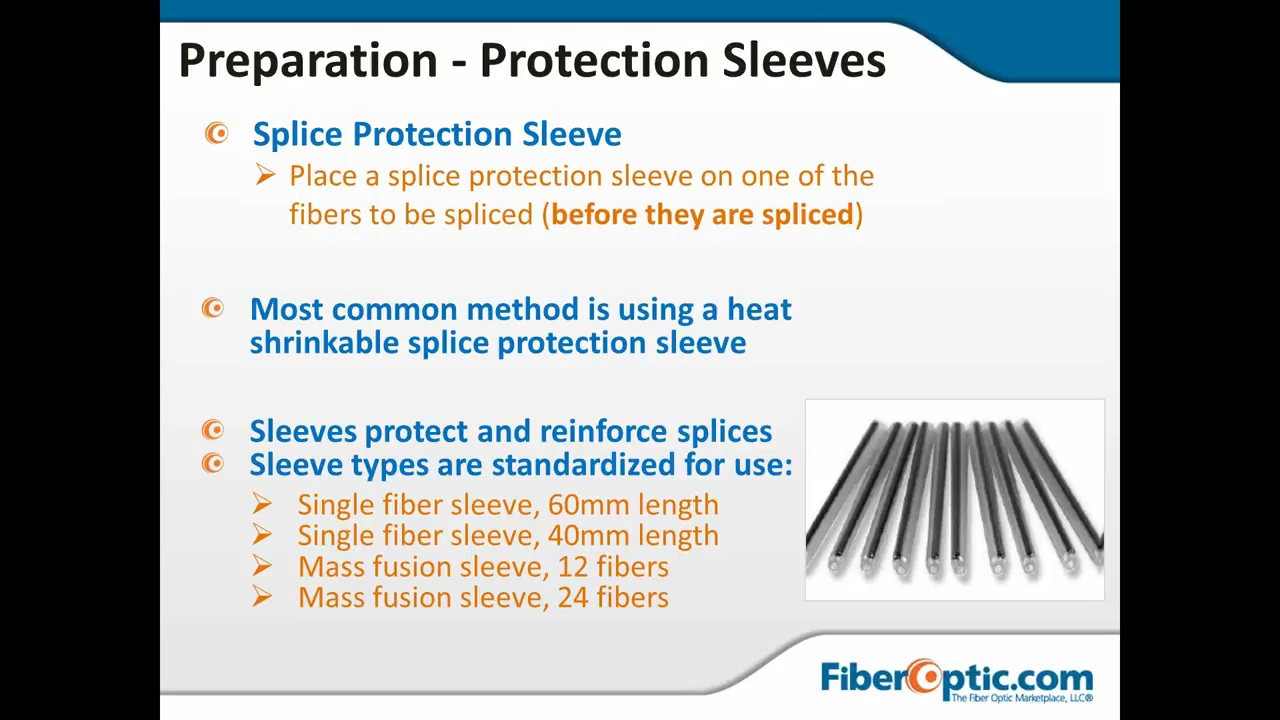 Preparation - Protection Sleeves
Splice Protection Sleeve
Place a splice protection sleeve on one of the
fibers to be spliced (before they are spliced)
Most common method is using a heat
shrinkable splice protection sleeve
Sleeves protect and reinforce splices
Sleeve types are standardized for use:
Single fiber sleeve, 60mm length
Single fiber sleeve, 40mm length
Mass fusion sleeve, 12 fibers
Mass fusion sleeve, 24 fibers
FiberOptic.com
The Fiber Optic Marketplace, LLC®